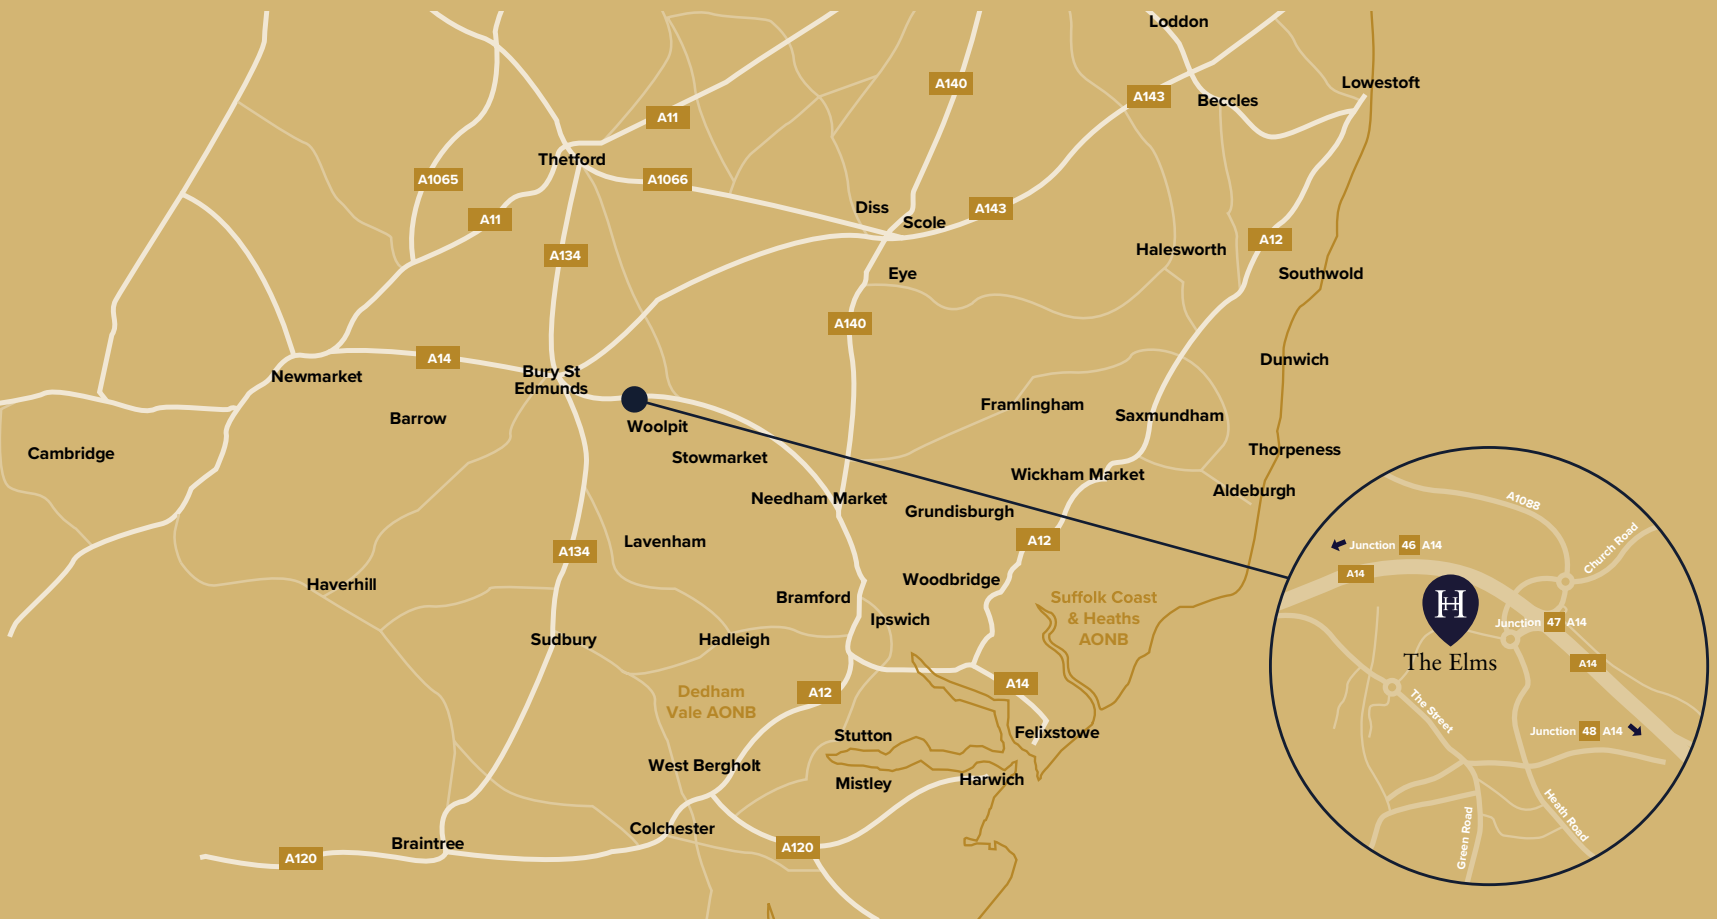 Loddon
Lowestoft
A140
A143
Beccles
A11
Thetford
A1065
A1066
A11
Diss
A143
Scole
A134
Halesworth
A12
Eye
Southwold
A140
A14
Dunwich
Newmarket
Bury St
Edmunds
Barrow
Framlingham
Saxmundham
Woolpit
Cambridge
Stowmarket
Thorpeness
Wickham Market
Needham Market
Aldeburgh
Grundisburgh
A12
Lavenham
A134
Haverhill
Woodbridge
Bramford
Suffolk Coast
& Heaths
AONB
Ipswich
Sudbury
Hadleigh
Dedham
Vale AONB
A12
A14
Stutton
Felixstowe
West Bergholt
Mistley
Harwich
Colchester
Braintree
A120
A120
A1088
Church Road
Junction 46 A14
A14
H
Junction 47 A14
The Elms
A14
The Street
Junction 48 A14
Heath Road
Green Road